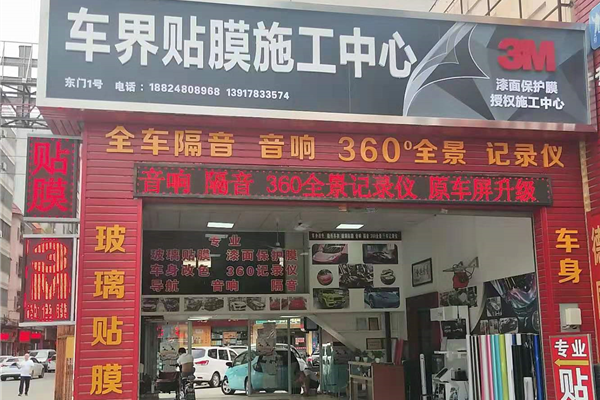 车界贴膜施工中心
3M
漆面保护膜
授权施工中心
东门1号 电话：18824808968 13917833574
全车隔音 音响 360°全景 记录仪
音响 隔音 360全景记录仪 原车屏升级
贴膜
3M
玻璃贴膜
专业
玻璃贴膜 漆面保护膜
车身改色 360记录仪
导航 音响 隔音
车身
专业
贴